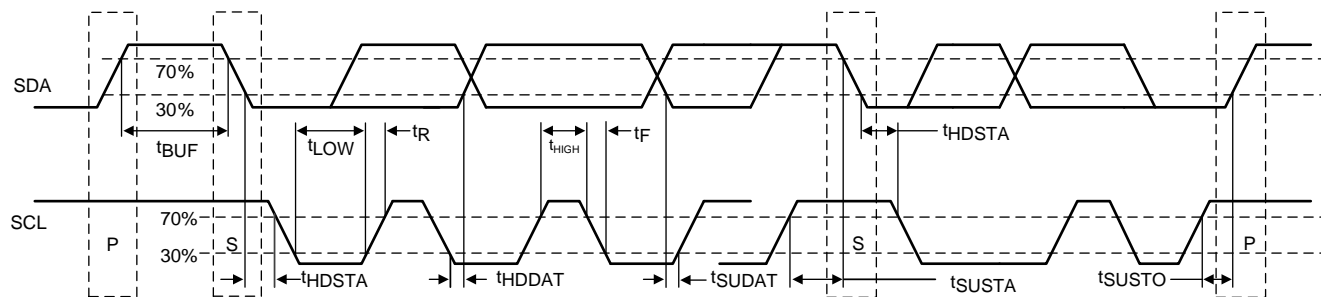 70%
SDA
30%
tBUF
tLOW
tR
tHIGH
tF
tHDSTA
SCL
70%
P
S
30%
S
P
tHDSTA
tHDDAT
tSUDAT
tSUSTA
tSUSTO